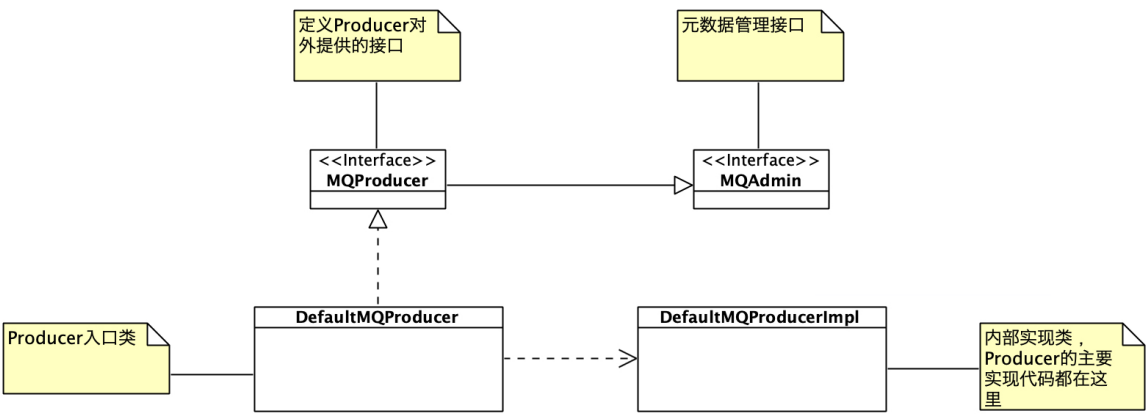 定义Producer对
外提供的接口
元数据管理接口
<<Interface>>
MQProducer
<<Interface>>
MQAdmin
Producer入口类
DefaultMQProducer
DefaultMQProducerImpl
内部实现类，
Producer的主要
实现代码都在这
里